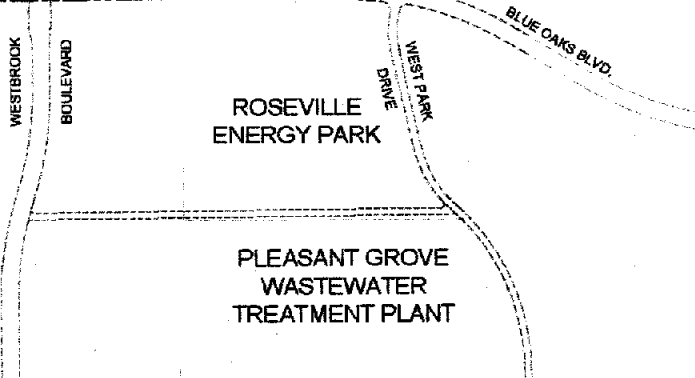 BLUE OAKS BLVD.
WESTBROOK
BOULEVARD
WEST PARK
DRIVE
ROSEVILLE
ENERGY PARK
PLEASANT GROVE
WASTEWATER
TREATMENT PLANT